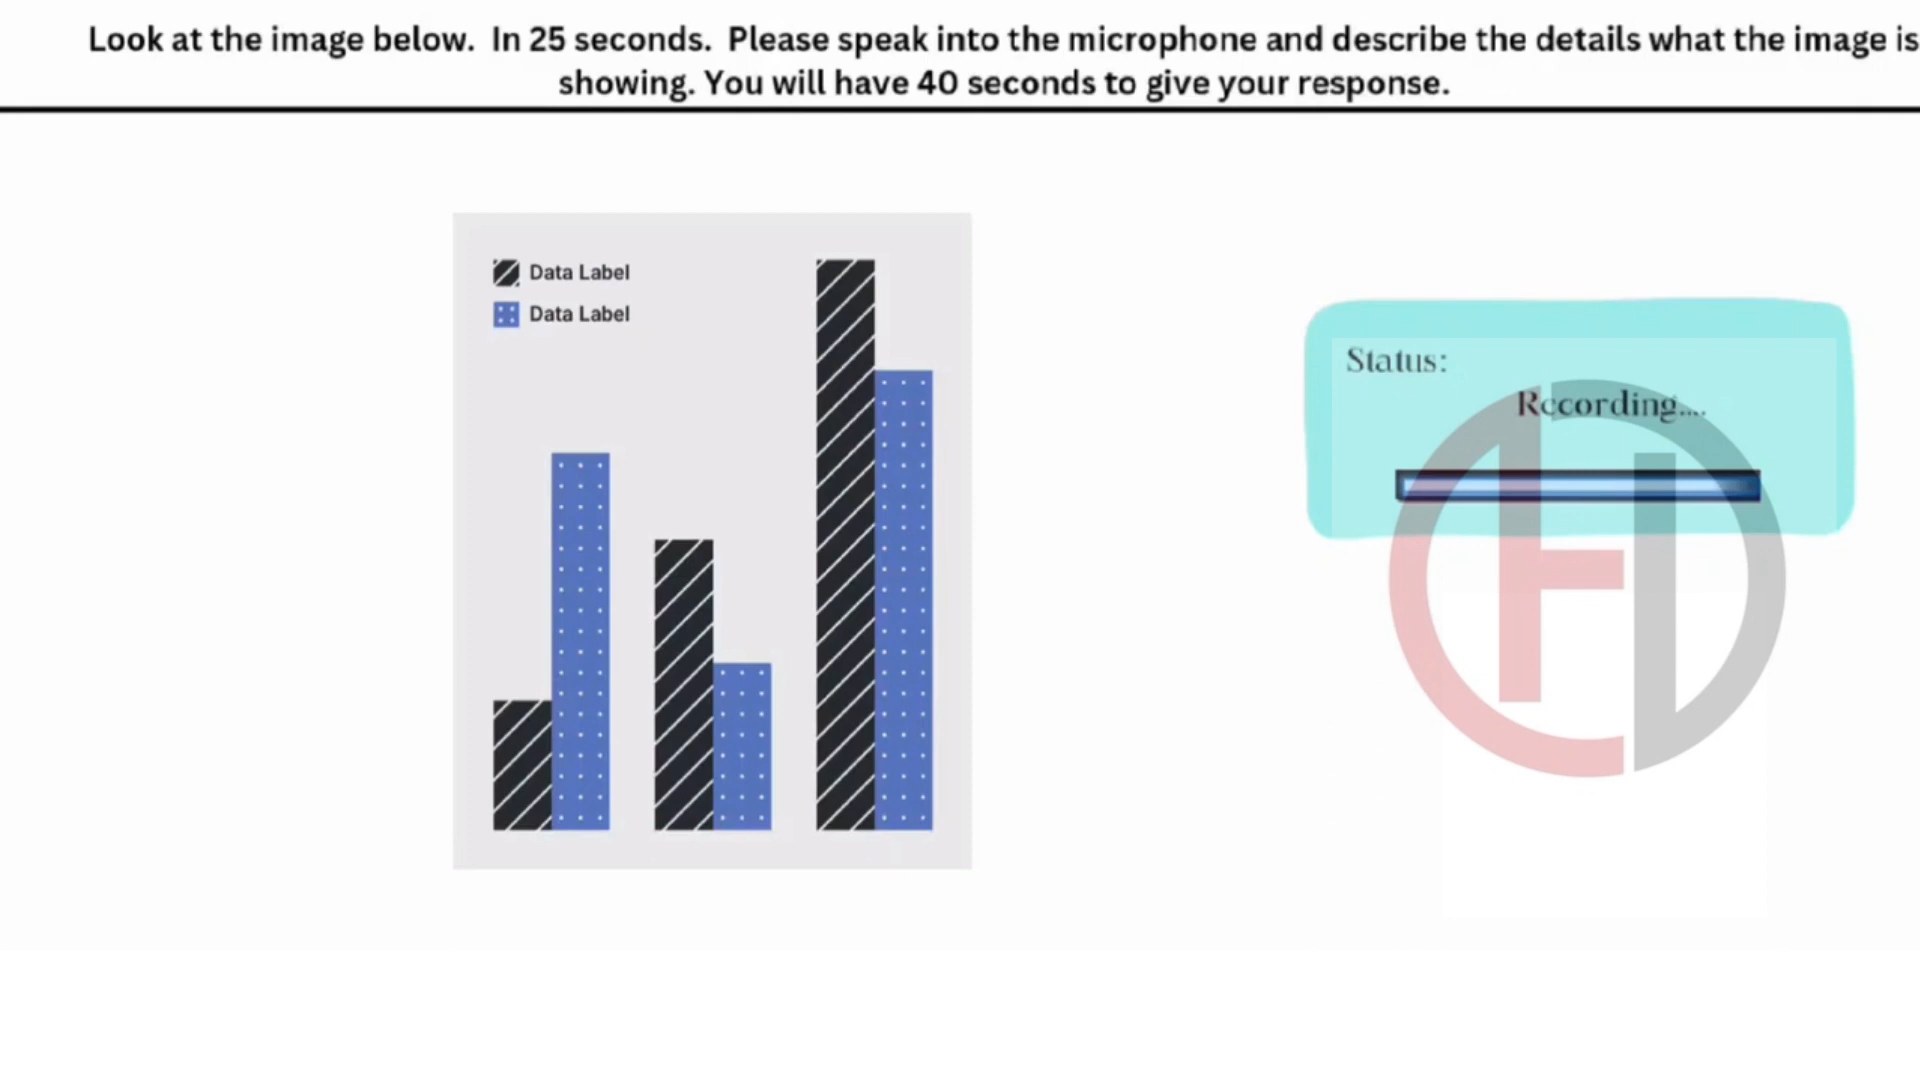 Look at the image below. In 25 seconds. Please speak into the microphone and describe the details what the image is
showing. You will have 40 seconds to give your response.
Data Label
Data Label
Status:
Recording....